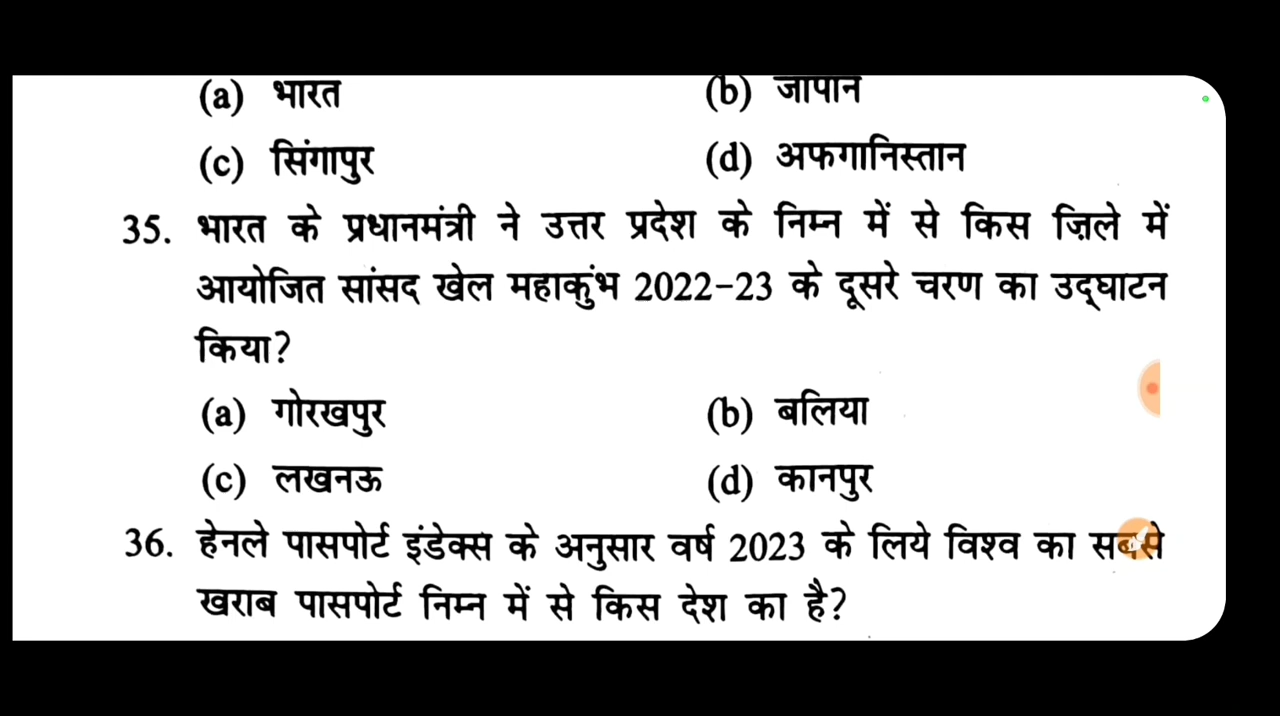 (a) भारत (b) जापान
(c) सिंगापुर (d) अफगानिस्तान
35. भारत के प्रधानमंत्री ने उत्तर प्रदेश के निम्न में से किस ज़िले में
आयोजित सांसद खेल महाकुंभ 2022-23 के दूसरे चरण का उद्घाटन
किया?
(a) गोरखपुर (b) बलिया
(c) लखनऊ (d) कानपुर
36. हेनले पासपोर्ट इंडेक्स के अनुसार वर्ष 2023 के लिये विश्व का सबसे
खराब पासपोर्ट निम्न में से किस देश का है?